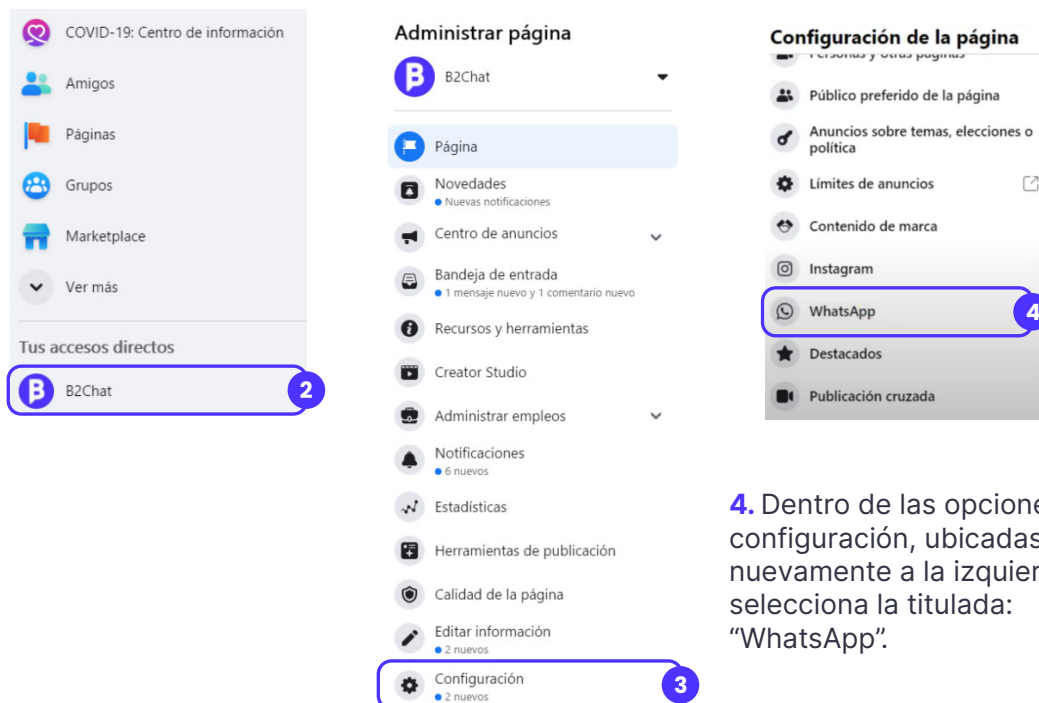 COVID-19: Centro de información
Amigos
Páginas
Grupos
Marketplace
Ver más
Tus accesos directos
B2Chat
2
Administrar página
B2Chat
Página
Novedades
Nuevas notificaciones
Centro de anuncios
Bandeja de entrada
1 mensaje nuevo y 1 comentario nuevo
Recursos y herramientas
Creator Studio
Administrar empleos
Notificaciones
6 nuevos
Estadísticas
Herramientas de publicación
Calidad de la página
Editar información
2 nuevos
Configuración
2 nuevos
3
Configuración de la página
Personas y otras páginas
Público preferido de la página
Anuncios sobre temas, elecciones o
política
Límites de anuncios
Contenido de marca
Instagram
WhatsApp
4
Destacados
Publicación cruzada
4. Dentro de las opcione
configuración, ubicadas
nuevamente a la izquier
selecciona la titulada:
“WhatsApp”.